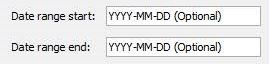 Date range start: YYYY-MM-DD (Optional)
Date range end: YYYY-MM-DD (Optional)